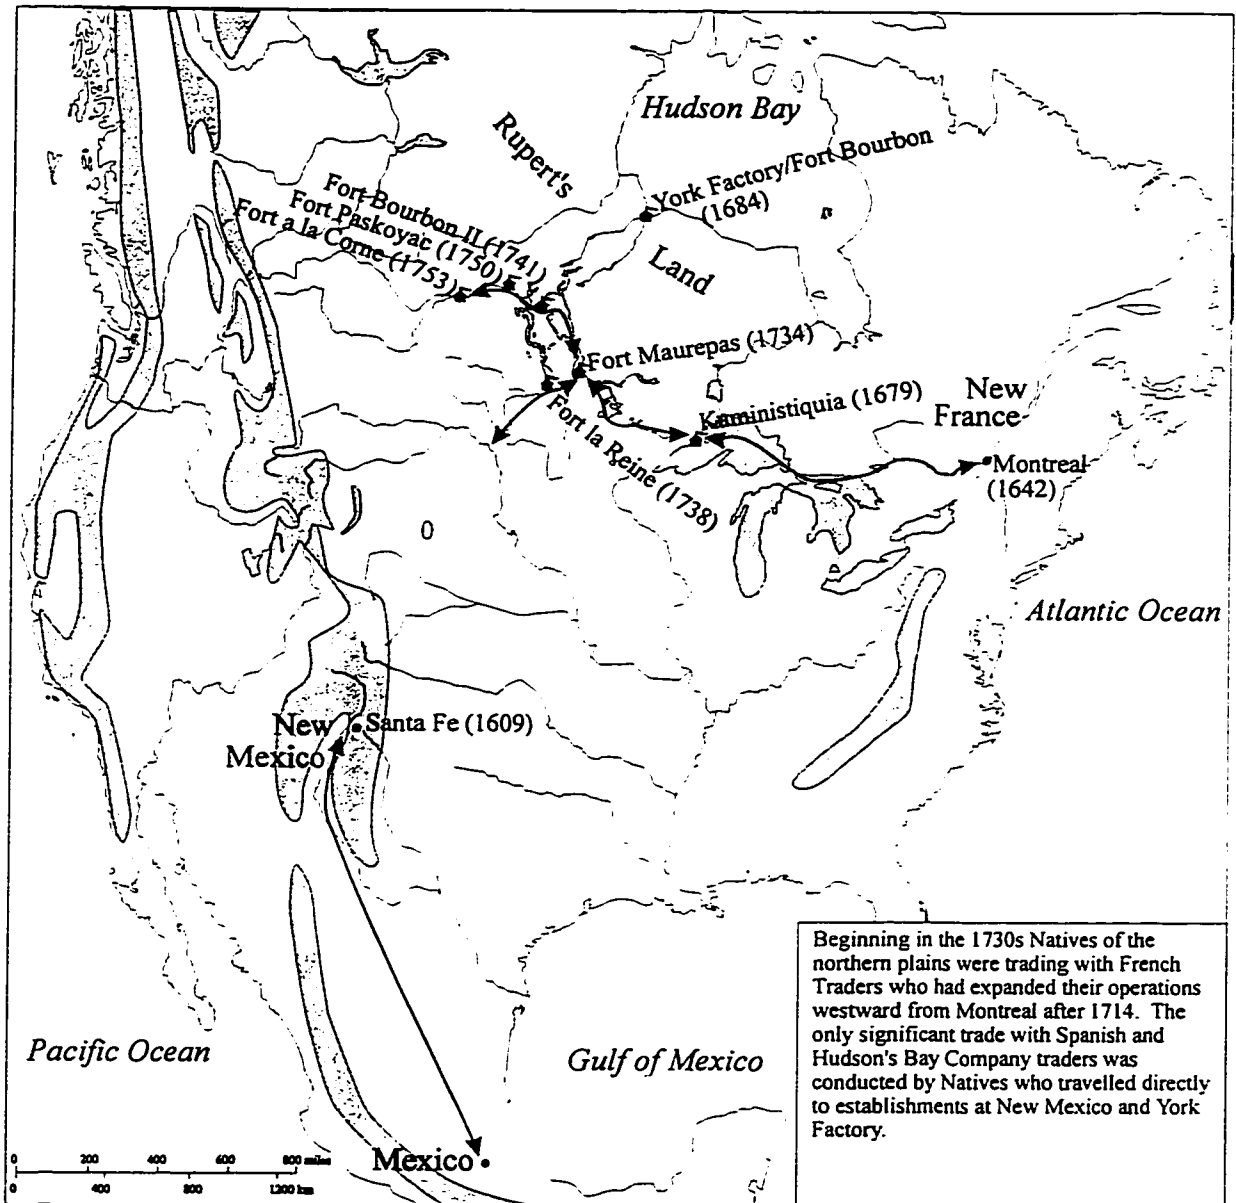 Hudson Bay
Rupert's
Land
York Factory/Fort Bourbon
(1684)
Fort Bourbon II (1741)
Fort Paskoyac (1750)
Fort a la Corne (1753)
Fort Maurepas (1734)
New
France
Kaministiquia (1679)
Fort la Reine (1738)
Montreal
(1642)
Atlantic Ocean
New
Mexico
Santa Fe (1609)
Pacific Ocean
Gulf of Mexico
Mexico
Beginning in the 1730s Natives of the
northern plains were trading with French
Traders who had expanded their operations
westward from Montreal after 1714. The
only significant trade with Spanish and
Hudson's Bay Company traders was
conducted by Natives who travelled directly
to establishments at New Mexico and York
Factory.
0 200 400 600 800 miles
0 400 800 1200 km